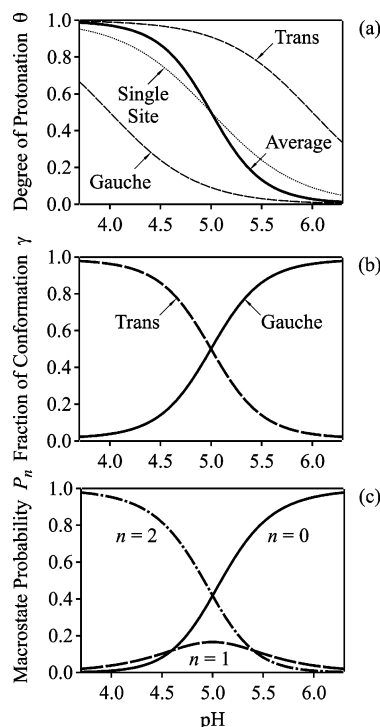 (a)
Degree of Protonation θ
1.0
0.8
0.6
0.4
0.2
0.0
Trans
Single
Site
Average
Gauche
4.0 4.5 5.0 5.5 6.0
(b)
Fraction of Conformation γ
1.0
0.8
0.6
0.4
0.2
0.0
Trans
Gauche
4.0 4.5 5.0 5.5 6.0
(c)
Macrostate Probability Pn
1.0
0.8
0.6
0.4
0.2
0.0
n = 2
n = 0
n = 1
4.0 4.5 5.0 5.5 6.0
pH